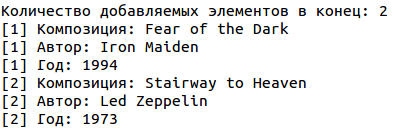 Количество добавляемых элементов в конец: 2
[1] Композиция: Fear of the Dark
[1] Автор: Iron Maiden
[1] Год: 1994
[2] Композиция: Stairway to Heaven
[2] Автор: Led Zeppelin
[2] Год: 1973